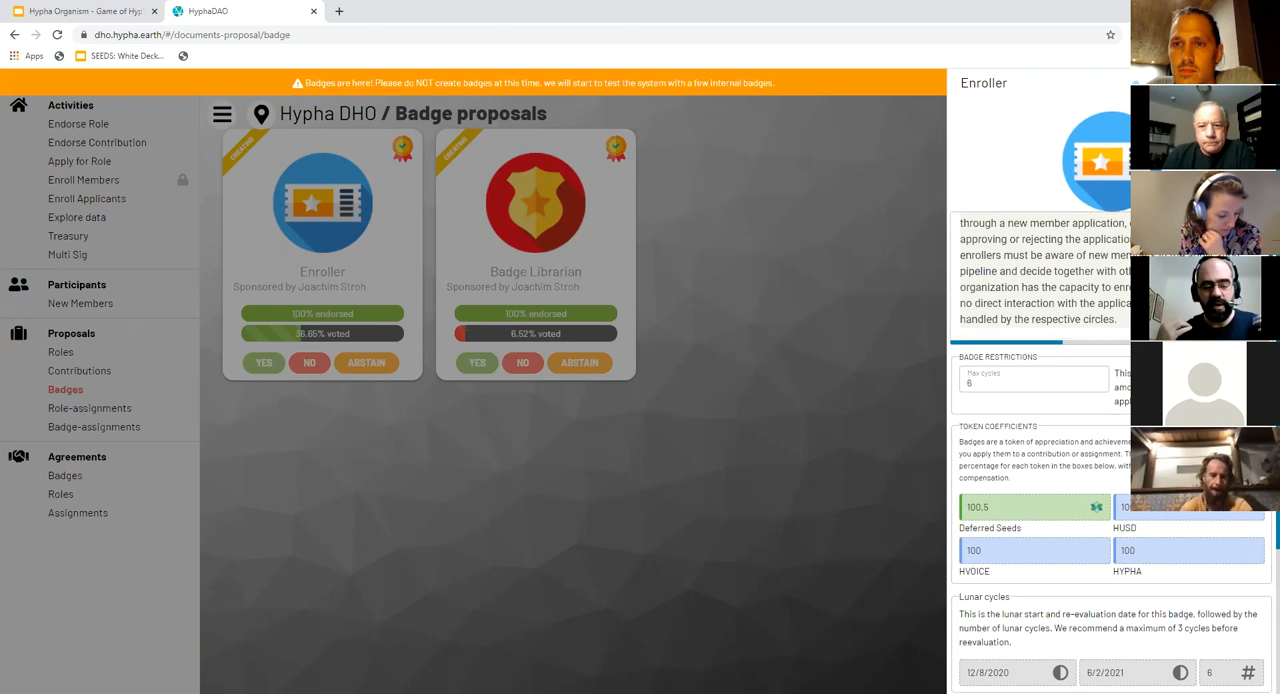 Hypha Organism - Game of Hyp
HyphaDAO
dho.hypha.earth/#/documents-proposal/badge
Apps
SEEDS: White Deck...
Badges are here! Please do NOT create badges at this time, we will start to test the system with a few internal badges.
Activities
Endorse Role
Endorse Contribution
Apply for Role
Enroll Members
Enroll Applicants
Explore data
Treasury
Multi Sig
Participants
New Members
Proposals
Roles
Contributions
Badges
Role-assignments
Badge-assignments
Agreements
Badges
Roles
Assignments
Hypha DHO / Badge proposals
CREATING
Enroller
Sponsored by Joachim Stroh
100% endorsed
36.65% voted
YES NO ABSTAIN
CREATING
Badge Librarian
Sponsored by Joachim Stroh
100% endorsed
6.52% voted
YES NO ABSTAIN
Enroller
through a new member application,
approving or rejecting the application
enrollers must be aware of new
pipeline and decide together with
organization has the capacity to
no direct interaction with the
handled by the respective circles.
BADGE RESTRICTIONS
Max cycles
6
This
TOKEN COEFFICIENTS
Badges are a token of appreciation and
you apply them to a contribution or assignment.
percentage for each token in the boxes below,
compensation.
100.5
Deferred Seeds
HUSD
100
HVOICE
100
HYPHA
Lunar cycles
This is the lunar start and re-evaluation date for this badge, followed by the
number of lunar cycles. We recommend a maximum of 3 cycles before
reevaluation.
12/8/2020
6/2/2021
6 #